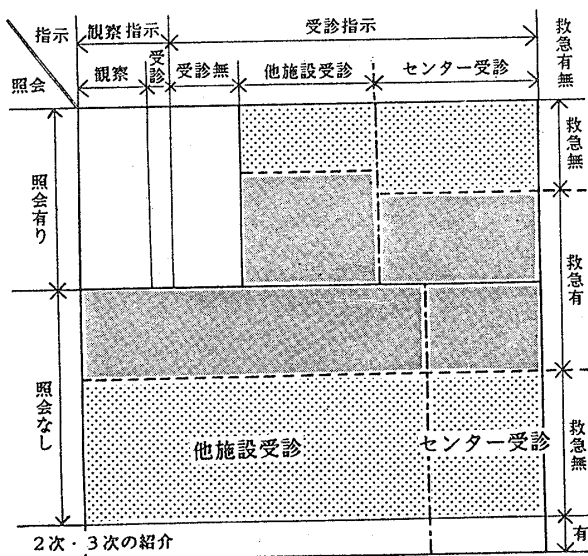 指示
観察指示
受診指示
救急有無
照会
観察
受診
受診無
他施設受診
センター受診
救急無
照会有り
救急有
照会なし
他施設受診
センター受診
救急無
2次・3次の紹介
有